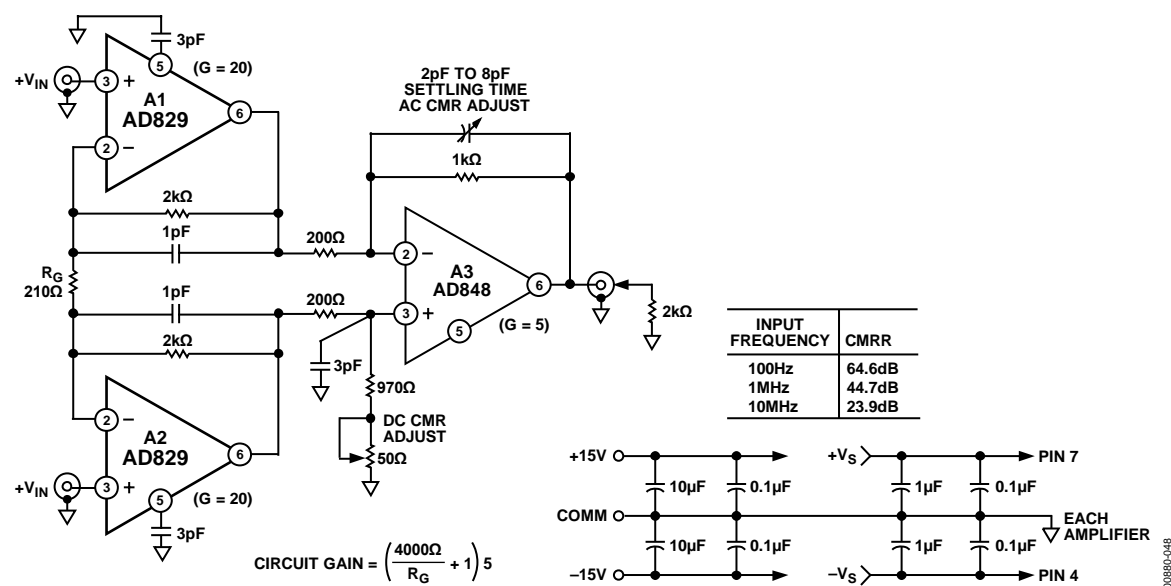 3pF
5
(G = 20)
+VIN
3
+
A1
AD829
6
2
–
2kΩ
1pF
RG
210Ω
1pF
2kΩ
2
–
A2
AD829
6
+VIN
3
+
5
(G = 20)
3pF
2pF TO 8pF
SETTLING TIME
AC CMR ADJUST
1kΩ
200Ω
2
–
A3
AD848
6
200Ω
3
+
5
(G = 5)
2kΩ
3pF
970Ω
DC CMR
ADJUST
50Ω
INPUT
FREQUENCY CMRR
100Hz 64.6dB
1MHz 44.7dB
10MHz 23.9dB
+15V
10µF 0.1µF
COMM
10µF 0.1µF
–15V
+VS
PIN 7
1µF 0.1µF
EACH
AMPLIFIER
1µF 0.1µF
–VS
PIN 4
CIRCUIT GAIN = (4000Ω/RG + 1) 5
00880-048